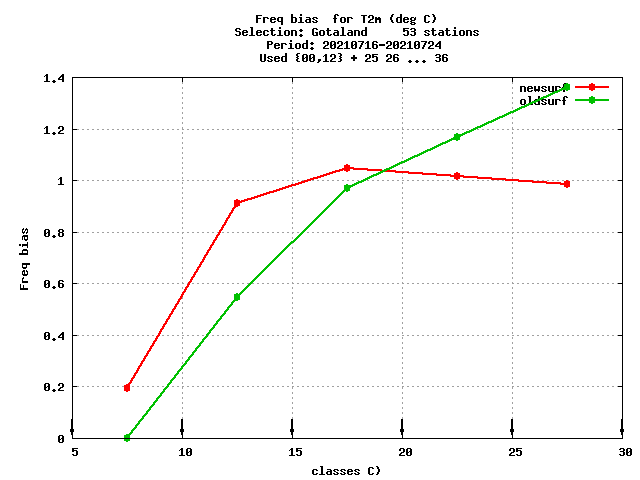 Freq bias  for T2m (deg C)
Selection: Gotaland     53 stations
Period: 20210716-20210724
Used {00,12} + 25 26 ... 36
newsurf
oldsurf
1.4
1.2
1
0.8
0.6
0.4
0.2
0
Freq bias
5 10 15 20 25 30
classes C)